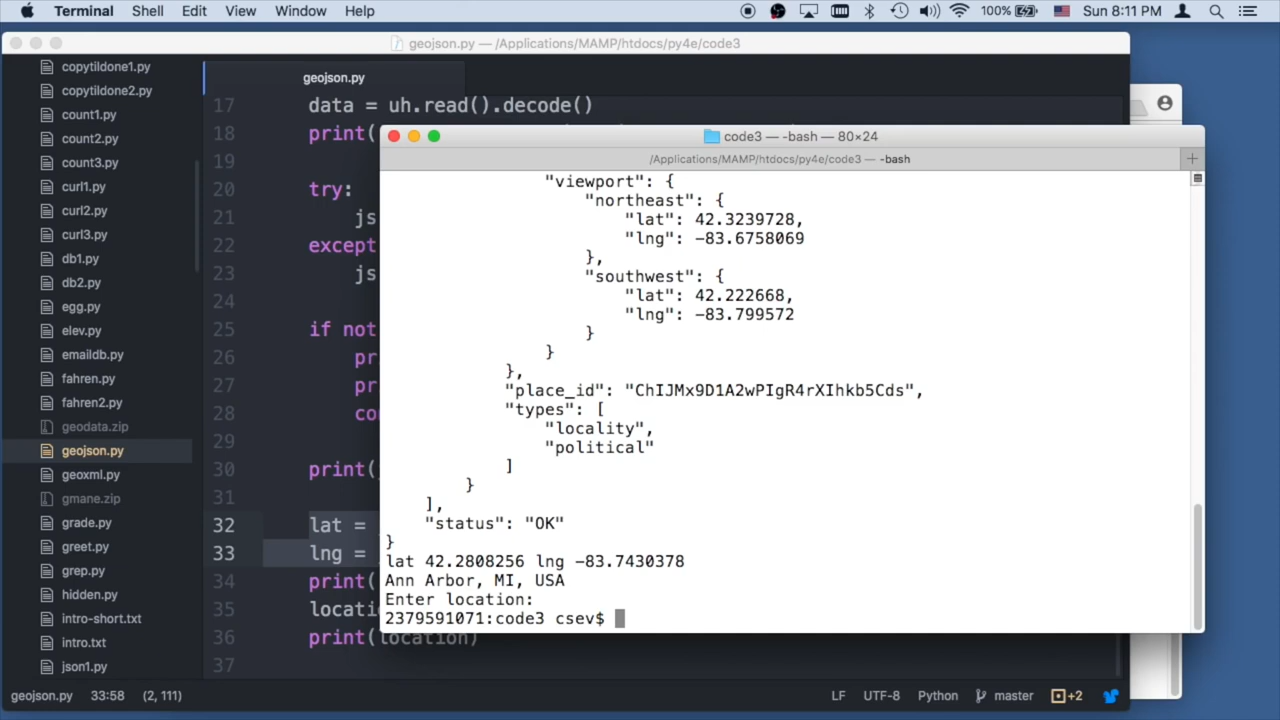 Terminal Shell Edit View Window Help 100% Sun 8:11 PM
geojson.py — /Applications/MAMP/htdocs/py4e/code3
copytildone1.py
copytildone2.py
count1.py
count2.py
count3.py
curl1.py
curl2.py
curl3.py
db1.py
db2.py
egg.py
elev.py
emaildb.py
fahren.py
fahren2.py
geodata.zip
geojson.py
geoxml.py
gmane.zip
grade.py
greet.py
grep.py
hidden.py
intro-short.txt
intro.txt
json1.py
geojson.py
17 data = uh.read().decode()
18 print(
19
20 try:
21 js
22 except
23 js
24
25 if not
26 pr
27 pr
28 con
29
30 print(
31
32 lat =
33 lng =
34 print(
35 locati
36 print(location)
37
code3 — -bash — 80×24
/Applications/MAMP/htdocs/py4e/code3 — -bash
"viewport": {
"northeast": {
"lat": 42.3239728,
"lng": -83.6758069
},
"southwest": {
"lat": 42.222668,
"lng": -83.799572
}
}
},
"place_id": "ChIJMx9D1A2wPIgR4rXIhkb5Cds",
"types": [
"locality",
"political"
]
}
],
"status": "OK"
}
lat 42.2808256 lng -83.7430378
Ann Arbor, MI, USA
Enter location:
2379591071:code3 csev$
geojson.py 33:58 (2, 111) LF UTF-8 Python master +2